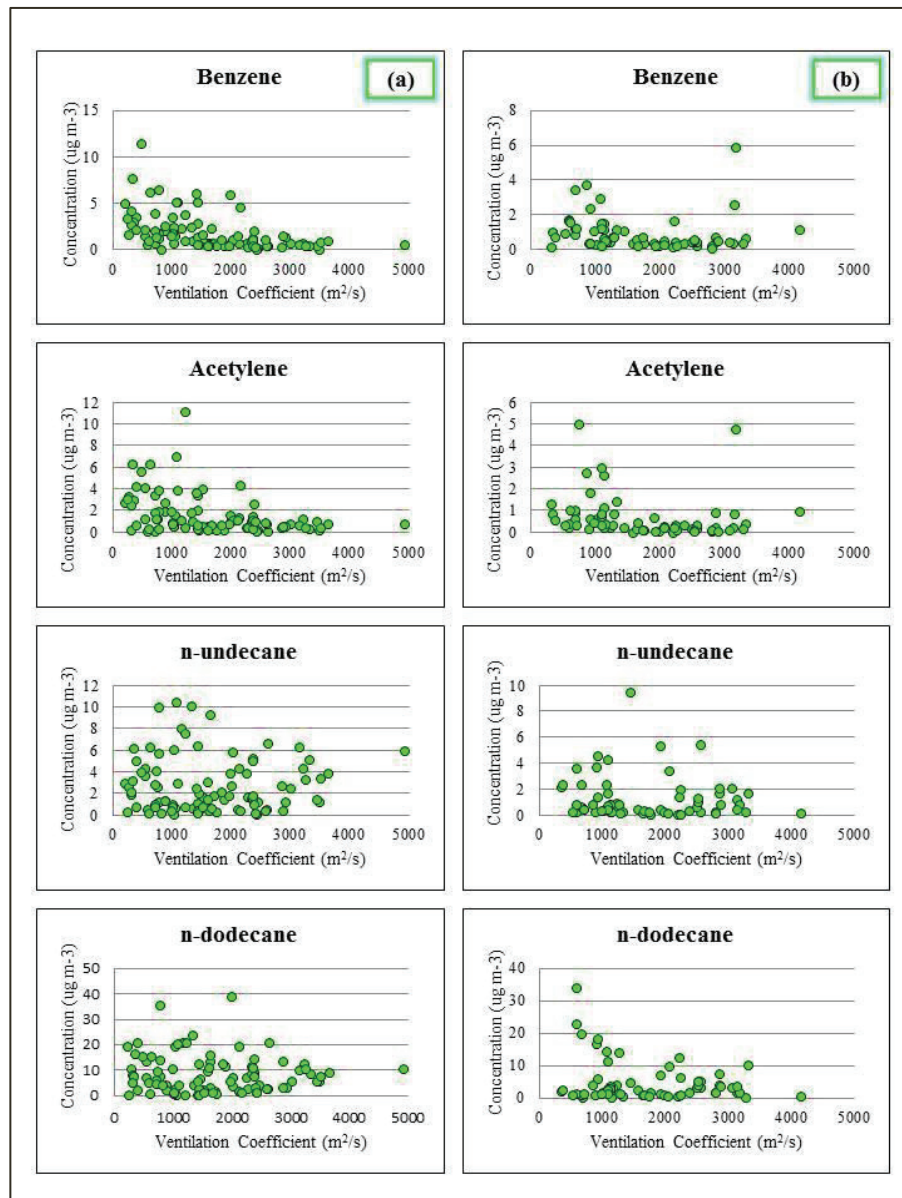 Benzene
(a)
Concentration (ug m-3)
15
10
5
0
0 1000 2000 3000 4000 5000
Ventilation Coefficient (m²/s)
Benzene
(b)
Concentration (ug m-3)
8
6
4
2
0
0 1000 2000 3000 4000 5000
Ventilation Coefficient (m²/s)
Acetylene
Concentration (ug m-3)
12
10
8
6
4
2
0
0 1000 2000 3000 4000 5000
Ventilation Coefficient (m²/s)
Acetylene
Concentration (ug m-3)
6
5
4
3
2
1
0
0 1000 2000 3000 4000 5000
Ventilation Coefficient (m²/s)
n-undecane
Concentration (ug m-3)
12
10
8
6
4
2
0
0 1000 2000 3000 4000 5000
Ventilation Coefficient (m²/s)
n-undecane
Concentration (ug m-3)
10
8
6
4
2
0
0 1000 2000 3000 4000 5000
Ventilation Coefficient (m²/s)
n-dodecane
Concentration (ug m-3)
50
40
30
20
10
0
0 1000 2000 3000 4000 5000
Ventilation Coefficient (m²/s)
n-dodecane
Concentration (ug m-3)
40
30
20
10
0
0 1000 2000 3000 4000 5000
Ventilation Coefficient (m²/s)